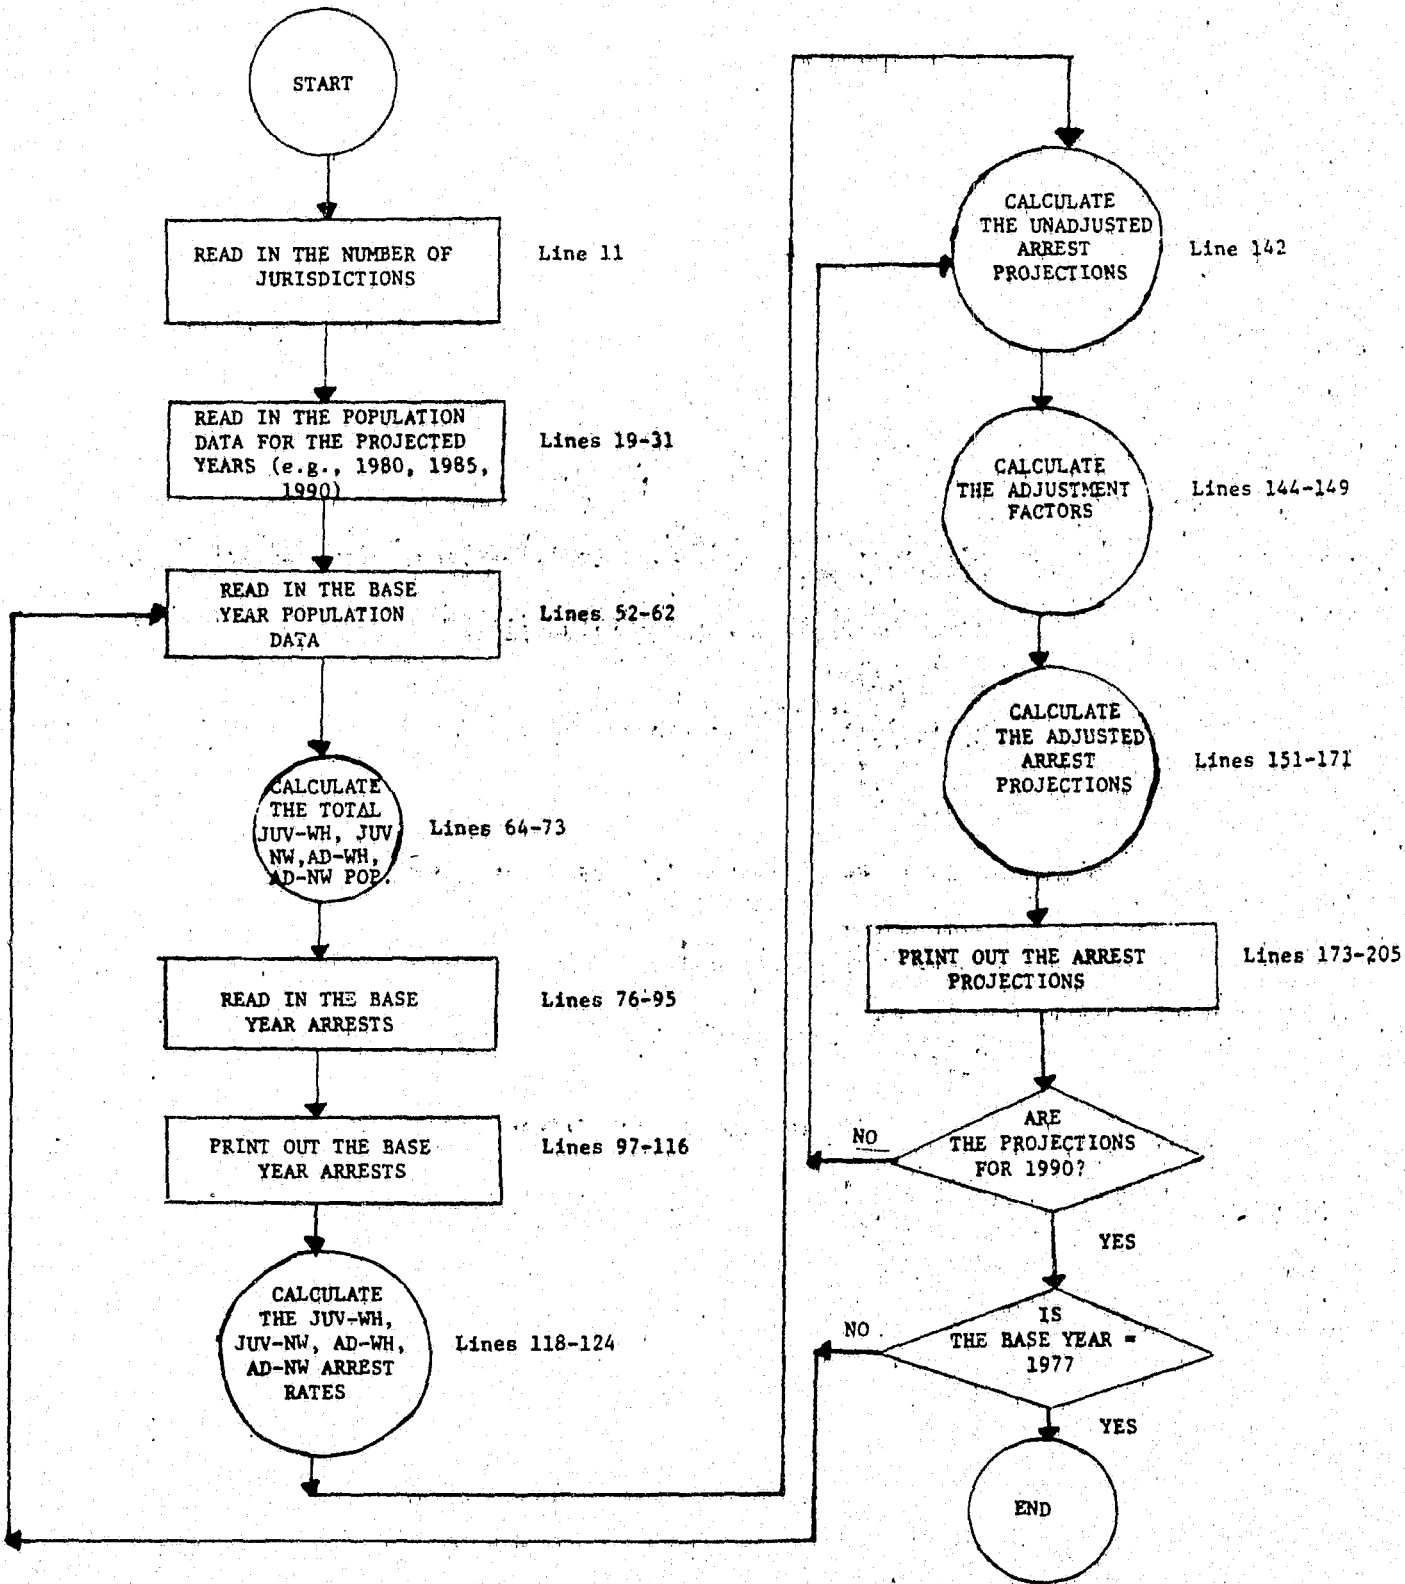 START
READ IN THE NUMBER OF
JURISDICTIONS
Line 11
READ IN THE POPULATION
DATA FOR THE PROJECTED
YEARS (e.g., 1980, 1985,
1990)
Lines 19-31
READ IN THE BASE
YEAR POPULATION
DATA
Lines 52-62
CALCULATE
THE TOTAL
JUV-WH, JUV
NW, AD-WH,
AD-NW POP.
Lines 64-73
READ IN THE BASE
YEAR ARRESTS
Lines 76-95
PRINT OUT THE BASE
YEAR ARRESTS
Lines 97-116
CALCULATE
THE JUV-WH,
JUV-NW, AD-WH,
AD-NW ARREST
RATES
Lines 118-124
CALCULATE
THE UNADJUSTED
ARREST
PROJECTIONS
Line 142
CALCULATE
THE ADJUSTMENT
FACTORS
Lines 144-149
CALCULATE
THE ADJUSTED
ARREST
PROJECTIONS
Lines 151-171
PRINT OUT THE ARREST
PROJECTIONS
Lines 173-205
ARE
THE PROJECTIONS
FOR 1990?
NO
YES
IS
THE BASE YEAR =
1977
NO
YES
END